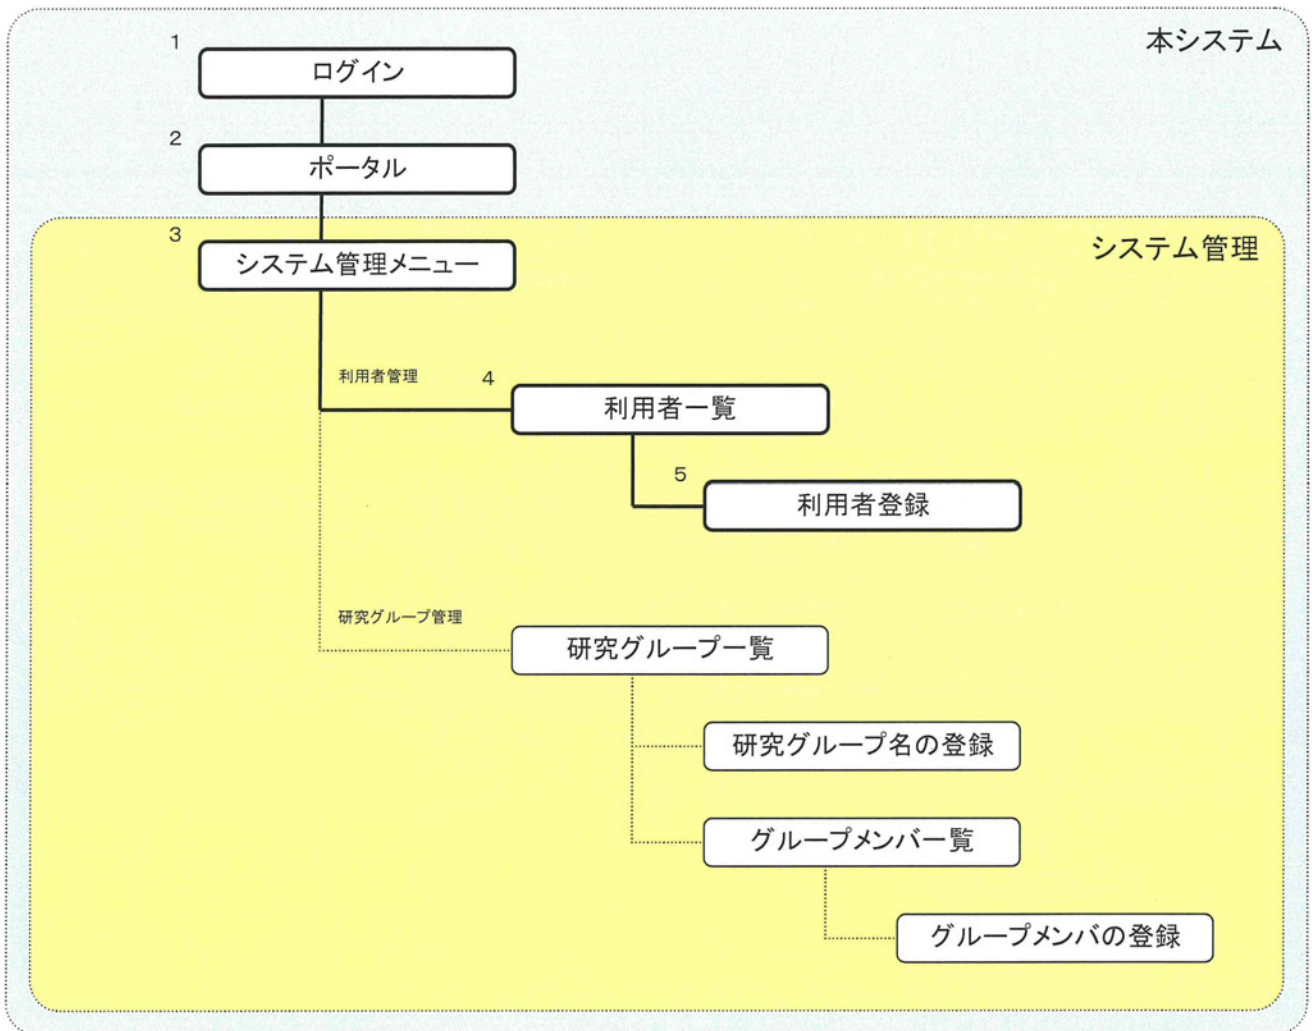 本システム
1
ログイン
2
ポータル
システム管理
3
システム管理メニュー
利用者管理
4
利用者一覧
5
利用者登録
研究グループ管理
研究グループ一覧
研究グループ名の登録
グループメンバ一覧
グループメンバの登録